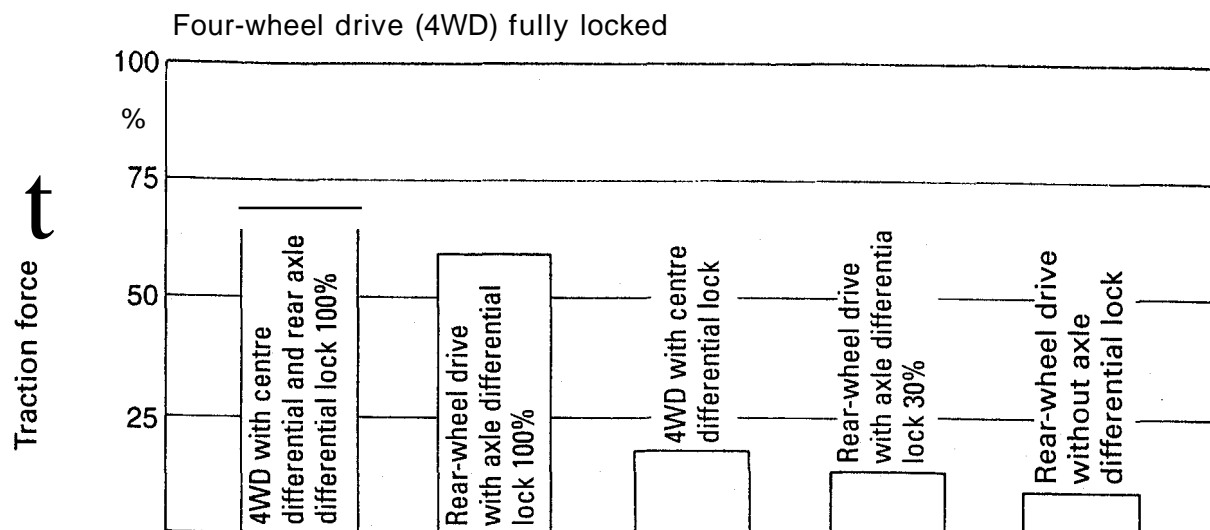 Four-wheel drive (4WD) fully locked
100
%
75
50
25
t
Traction force
4WD with centre
differential and rear axle
differential lock 100%
Rear-wheel drive
with axle differential
lock 100%
4WD with centre
differential lock
Rear-wheel drive
with axle differentia
lock 30%
Rear-wheel drive
without axle
differential lock